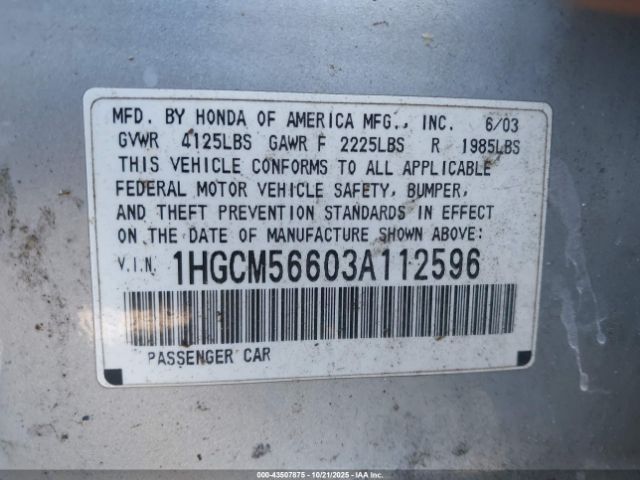 MFD. BY HONDA OF AMERICA MFG., INC. 6/03
GVWR 4125LBS GAWR F 2225LBS R 1985LBS
THIS VEHICLE CONFORMS TO ALL APPLICABLE
FEDERAL MOTOR VEHICLE SAFETY, BUMPER,
AND THEFT PREVENTION STANDARDS IN EFFECT
ON THE DATE OF MANUFACTURE SHOWN ABOVE:
V.I.N. 1HGCM56603A112596
PASSENGER CAR
000-43507875 - 10/21/2025 - IAAI.COM